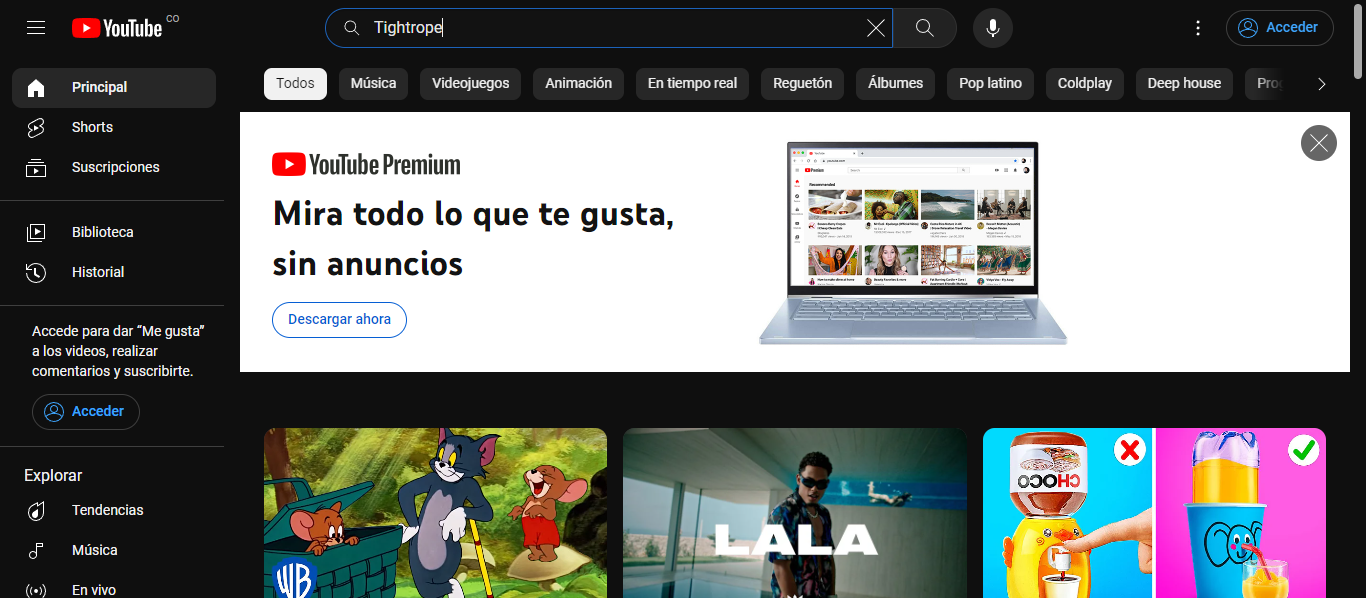 YouTube CO
Tightrope
Acceder
Principal
Shorts
Suscripciones
Biblioteca
Historial
Accede para dar “Me gusta”
a los videos, realizar
comentarios y suscribirte.
Acceder
Explorar
Tendencias
Música
En vivo
Todos
Música
Videojuegos
Animación
En tiempo real
Reguetón
Álbumes
Pop latino
Coldplay
Deep house
YouTube Premium
Mira todo lo que te gusta,
sin anuncios
Descargar ahora
Premium
Recommended
WB
LALA
CHOCO